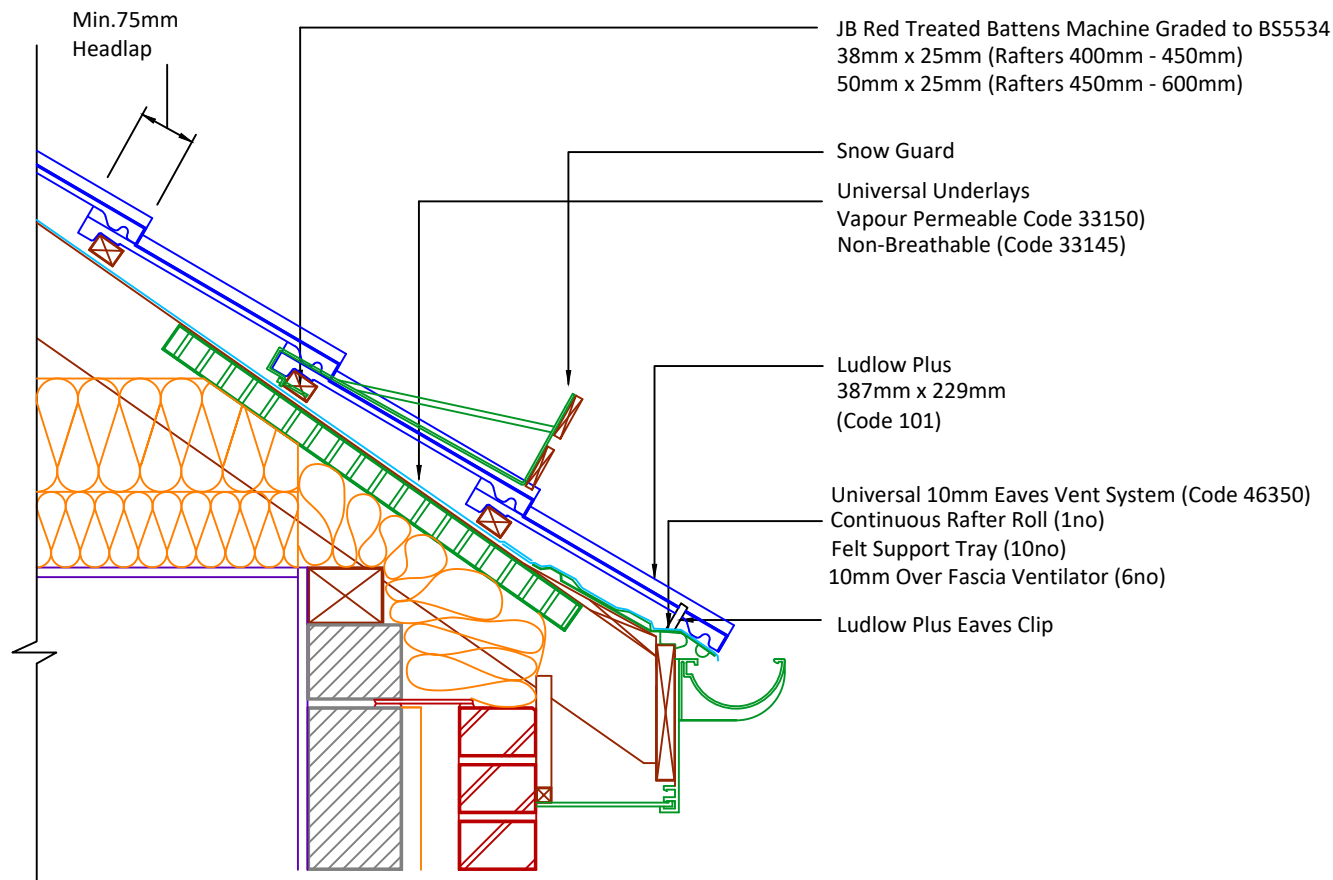 Min.75mm
Headlap
JB Red Treated Battens Machine Graded to BS5534
38mm x 25mm (Rafters 400mm - 450mm)
50mm x 25mm (Rafters 450mm - 600mm)
Snow Guard
Universal Underlays
Vapour Permeable Code 33150)
Non-Breathable (Code 33145)
Ludlow Plus
387mm x 229mm
(Code 101)
Universal 10mm Eaves Vent System (Code 46350)
Continuous Rafter Roll (1no)
Felt Support Tray (10no)
10mm Over Fascia Ventilator (6no)
Ludlow Plus Eaves Clip